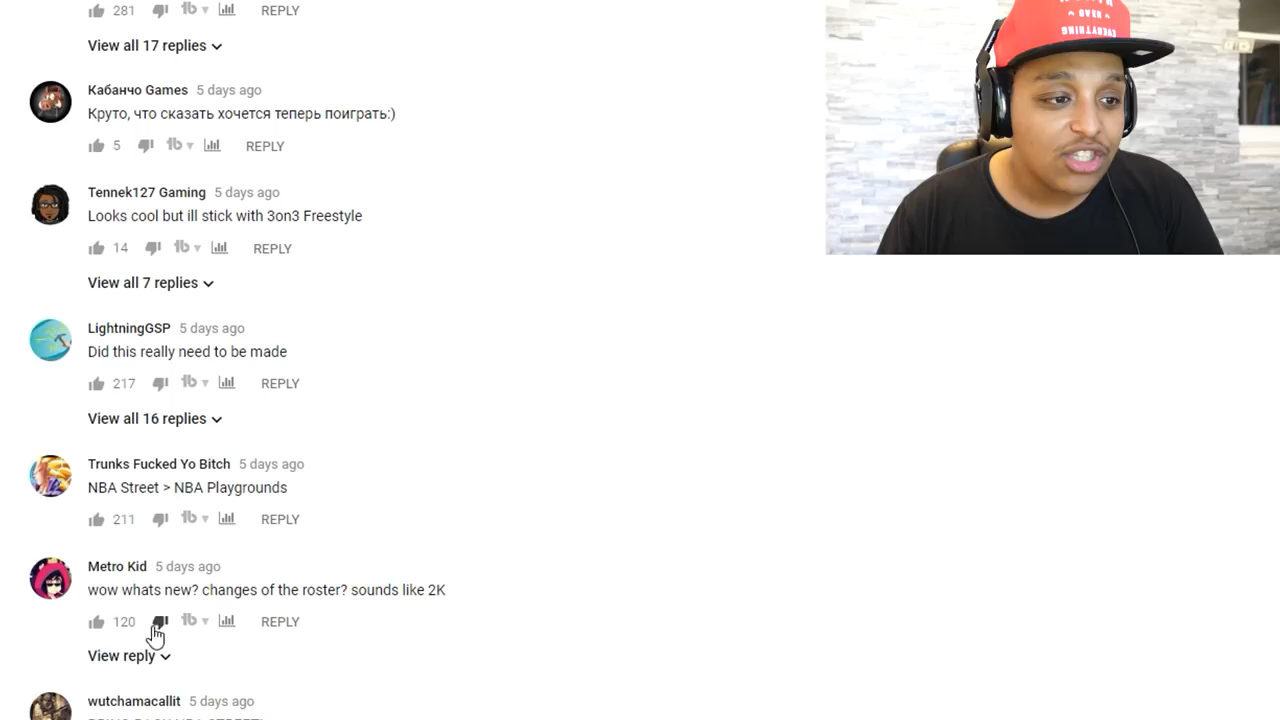 281 REPLY
View all 17 replies
Кабанчо Games 5 days ago
Круто, что сказать хочется теперь поиграть:)
5 REPLY
Tennek127 Gaming 5 days ago
Looks cool but ill stick with 3on3 Freestyle
14 REPLY
View all 7 replies
LightningGSP 5 days ago
Did this really need to be made
217 REPLY
View all 16 replies
Trunks Fucked Yo Bitch 5 days ago
NBA Street > NBA Playgrounds
211 REPLY
Metro Kid 5 days ago
wow whats new? changes of the roster? sounds like 2K
120 REPLY
View reply
wutchamacallit 5 days ago